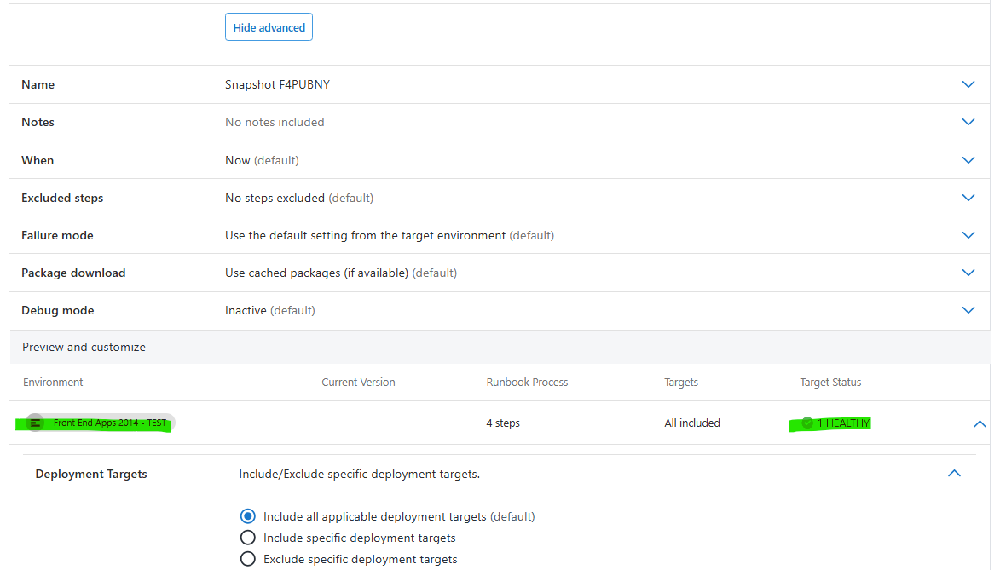 Hide advanced
Name Snapshot F4PUBNY
Notes No notes included
When Now (default)
Excluded steps No steps excluded (default)
Failure mode Use the default setting from the target environment (default)
Package download Use cached packages (if available) (default)
Debug mode Inactive (default)
Preview and customize
Environment Current Version Runbook Process Targets Target Status
Front End Apps 2014 - TEST 4 steps All included 1 HEALTHY
Deployment Targets Include/Exclude specific deployment targets.
Include all applicable deployment targets (default)
Include specific deployment targets
Exclude specific deployment targets